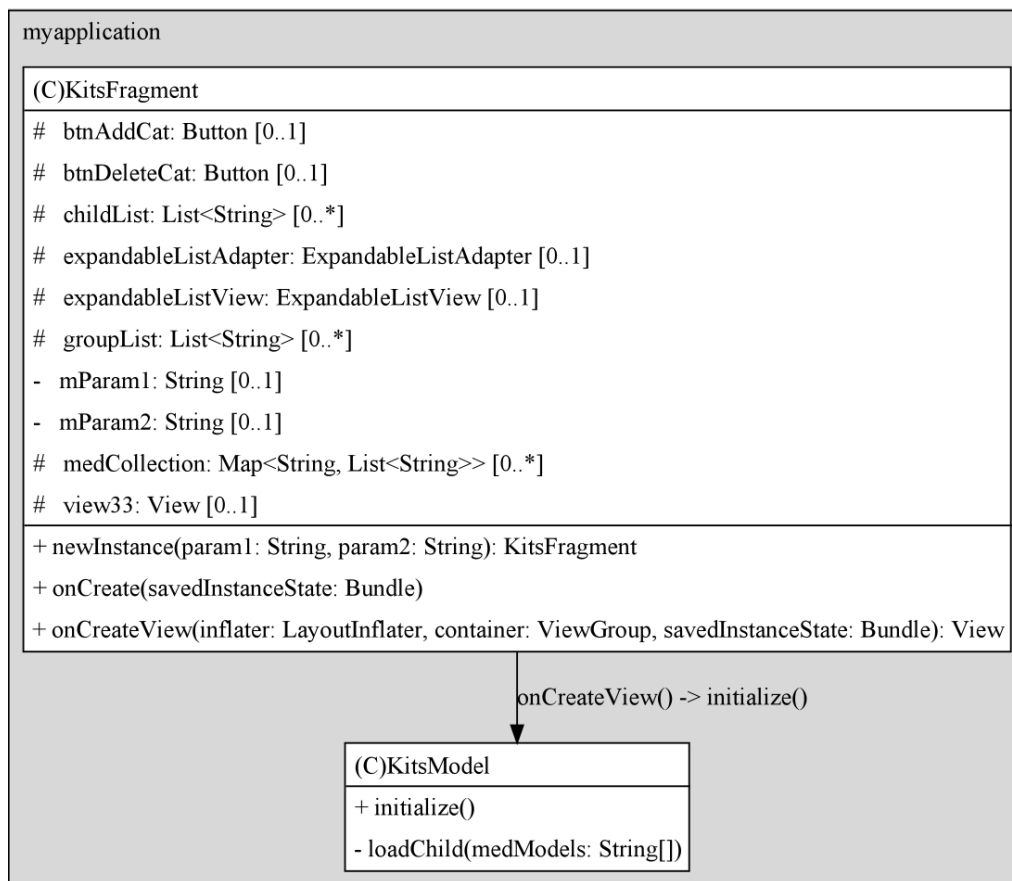 myapplication
(C)KitsFragment
# btnAddCat: Button [0..1]
# btnDeleteCat: Button [0..1]
# childList: List<String> [0..*]
# expandableListAdapter: ExpandableListAdapter [0..1]
# expandableListView: ExpandableListView [0..1]
# groupList: List<String> [0..*]
- mParam1: String [0..1]
- mParam2: String [0..1]
# medCollection: Map<String, List<String>> [0..*]
# view33: View [0..1]
+ newInstance(param1: String, param2: String): KitsFragment
+ onCreate(savedInstanceState: Bundle)
+ onCreateView(inflater: LayoutInflater, container: ViewGroup, savedInstanceState: Bundle): View
onCreateView() -> initialize()
(C)KitsModel
+ initialize()
- loadChild(medModels: String[])